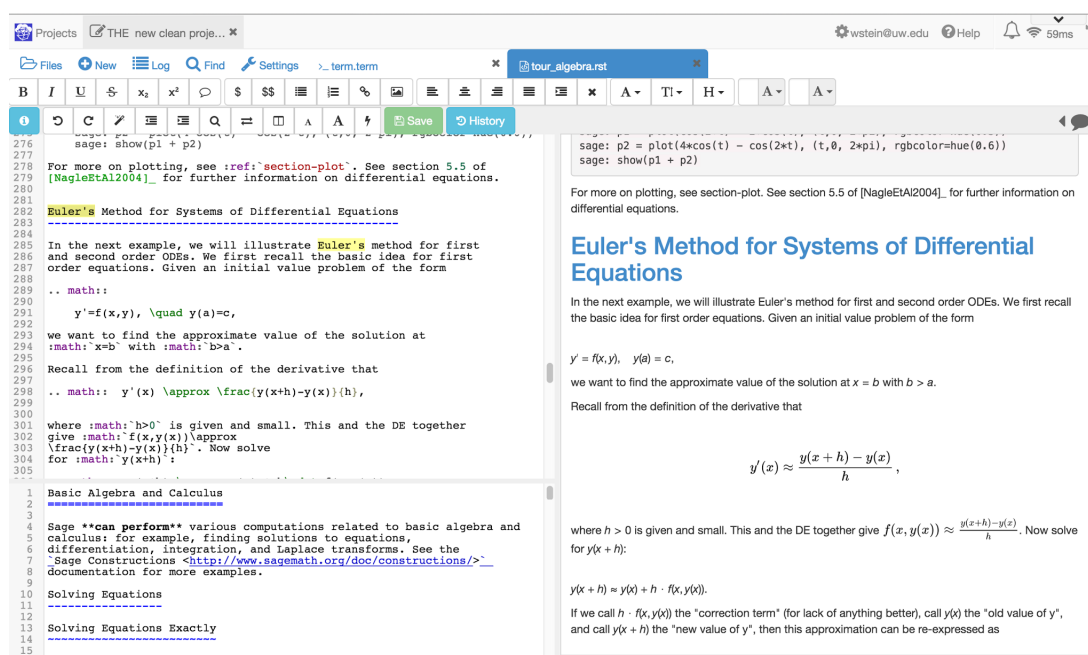 Projects THE new clean proje... wstein@uw.edu Help 59ms
Files New Log Find Settings >_ term.term tour_algebra.rst
B I U S x₂ x² $ $$ A TI H A A
A A Save History
276 sage: show(p1 + p2)
277
278 For more on plotting, see :ref:`section-plot`. See section 5.5 of
279 [NagleEtAl2004]_ for further information on differential equations.
280
281
282 Euler's Method for Systems of Differential Equations
283 ----------------------------------------------------
284
285 In the next example, we will illustrate Euler's method for first
286 and second order ODEs. We first recall the basic idea for first
287 order equations. Given an initial value problem of the form
288
289 .. math::
290
291 y'=f(x,y), \quad y(a)=c,
292
293 we want to find the approximate value of the solution at
294 :math:`x=b` with :math:`b>a`.
295
296 Recall from the definition of the derivative that
297
298 .. math:: y'(x) \approx \frac{y(x+h)-y(x)}{h},
299
300
301 where :math:`h>0` is given and small. This and the DE together
302 give :math:`f(x,y(x))\approx
303 \frac{y(x+h)-y(x)}{h}`. Now solve
304 for :math:`y(x+h)`:
305
1 Basic Algebra and Calculus
2 ==========================
3
4 Sage **can perform** various computations related to basic algebra and
5 calculus: for example, finding solutions to equations,
6 differentiation, integration, and Laplace transforms. See the
7 `Sage Constructions <http://www.sagemath.org/doc/constructions/>`_
8 documentation for more examples.
9
10 Solving Equations
11 -----------------
12
13 Solving Equations Exactly
14 ~~~~~~~~~~~~~~~~~~~~~~~~~
15
sage: p2 = plot(4*cos(t) - cos(2*t), (t,0, 2*pi), rgbcolor=hue(0.6))
sage: show(p1 + p2)
For more on plotting, see section-plot. See section 5.5 of [NagleEtAl2004]_ for further information on
differential equations.
Euler's Method for Systems of Differential
Equations
In the next example, we will illustrate Euler's method for first and second order ODEs. We first recall
the basic idea for first order equations. Given an initial value problem of the form
y' = f(x, y), y(a) = c,
we want to find the approximate value of the solution at x = b with b > a.
Recall from the definition of the derivative that
y′(x) ≈ \frac{y(x + h) − y(x)}{h},
where h > 0 is given and small. This and the DE together give f(x, y(x)) ≈ \frac{y(x+h)−y(x)}{h}. Now solve
for y(x + h):
y(x + h) ≈ y(x) + h · f(x, y(x)).
If we call h · f(x, y(x)) the "correction term" (for lack of anything better), call y(x) the "old value of y",
and call y(x + h) the "new value of y", then this approximation can be re-expressed as